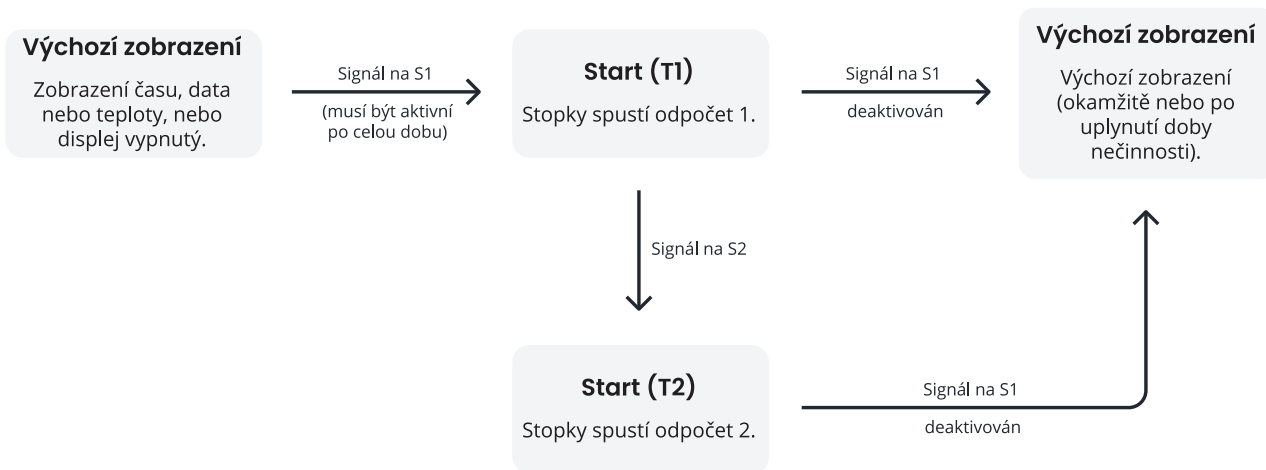 Výchozí zobrazení
Zobrazení času, data
nebo teploty, nebo
displej vypnutý.
Signál na S1
(musí být aktivní
po celou dobu)
Start (T1)
Stopky spustí odpočet 1.
Signál na S1
deaktivován
Výchozí zobrazení
Výchozí zobrazení
(okamžitě nebo po
uplynutí doby
nečinnosti).
Signál na S2
Start (T2)
Stopky spustí odpočet 2.
Signál na S1
deaktivován